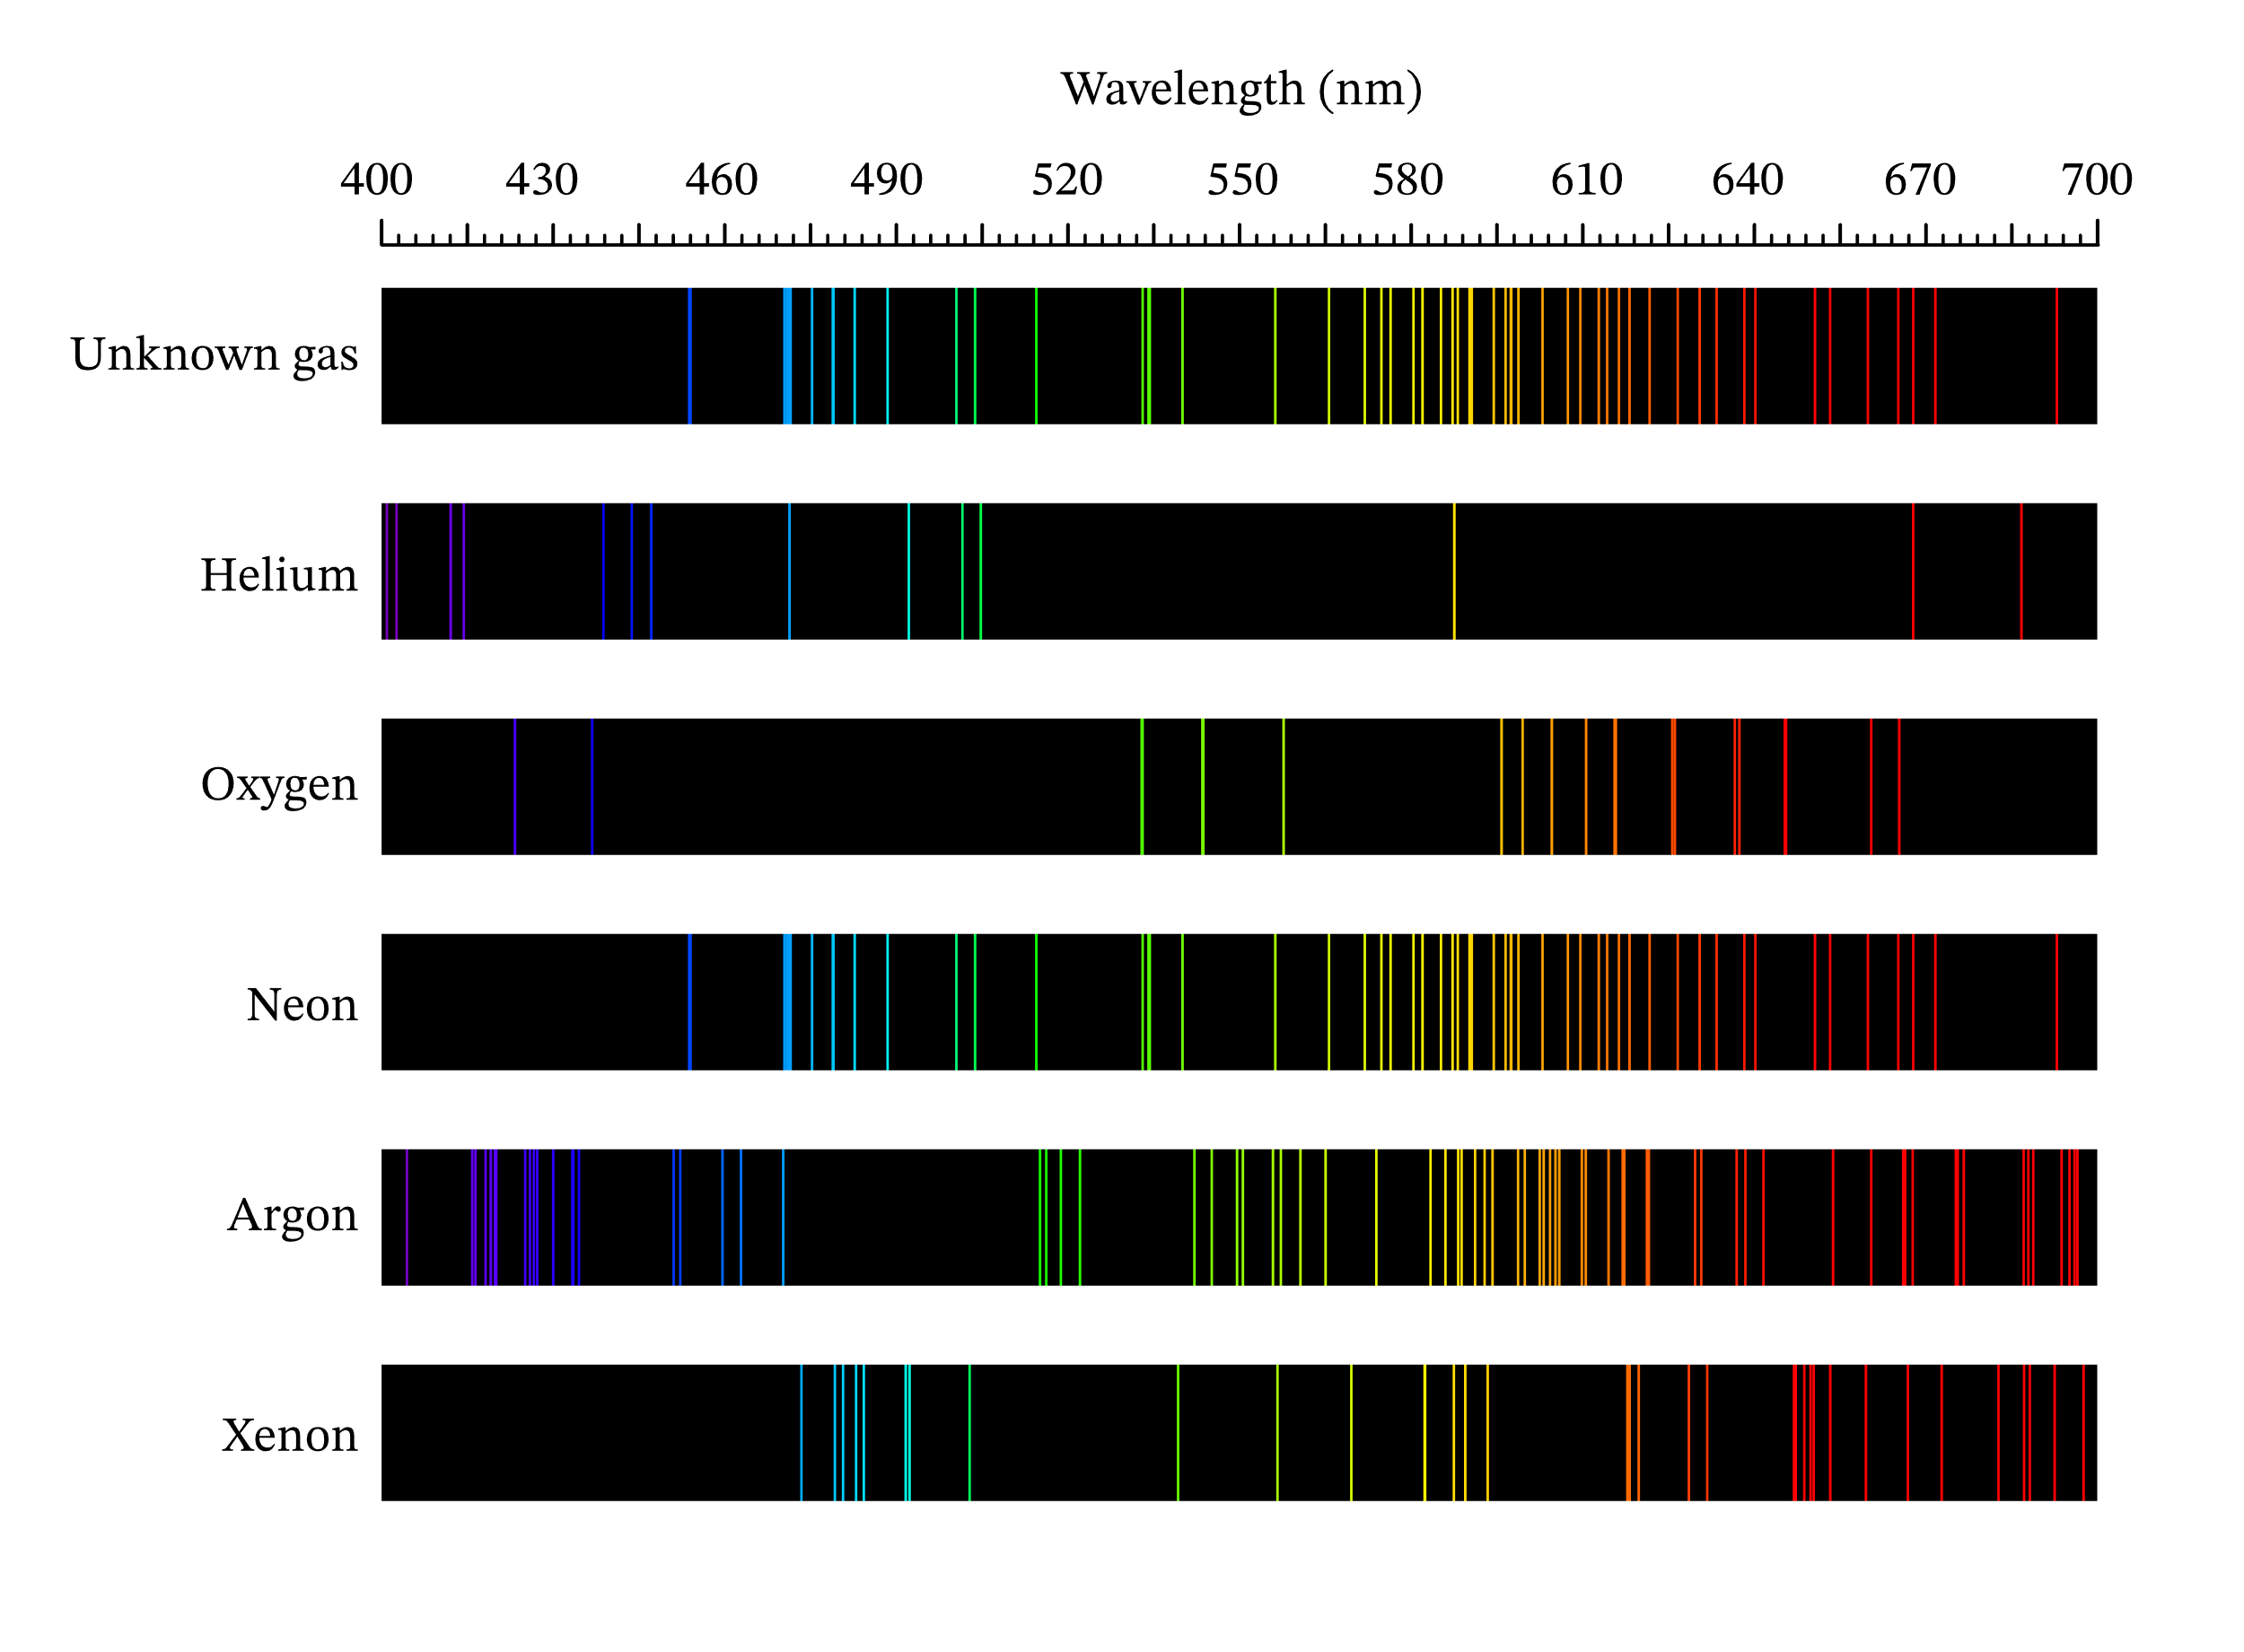 Wavelength (nm)
400 430 460 490 520 550 580 610 640 670 700
Unknown gas
Helium
Oxygen
Neon
Argon
Xenon